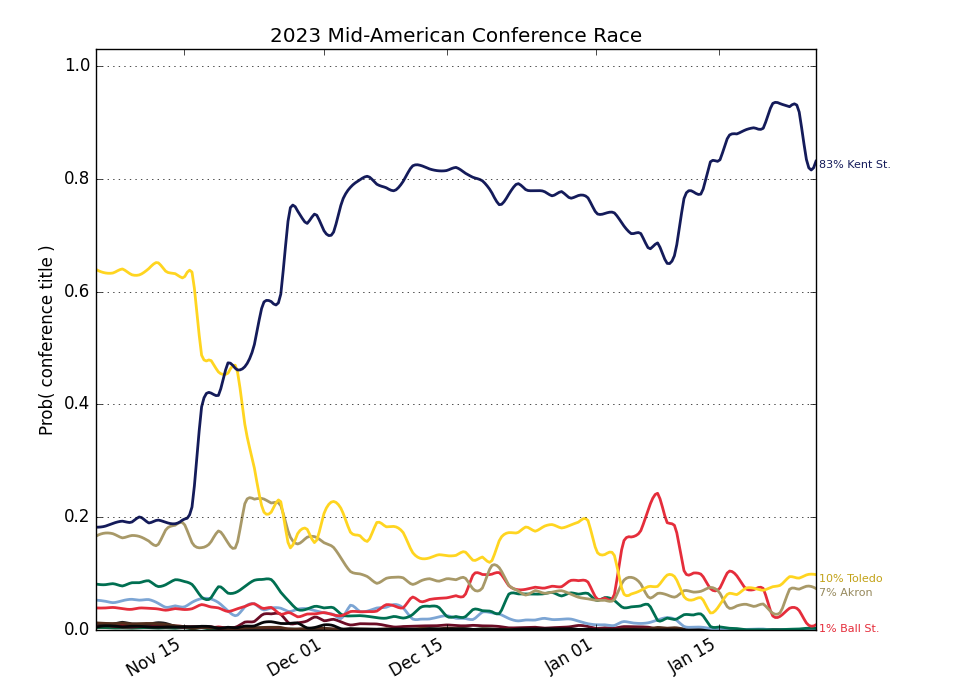 2023 Mid-American Conference Race
Prob( conference title )
1.0
0.8
0.6
0.4
0.2
0.0
Nov 15
Dec 01
Dec 15
Jan 01
Jan 15
83% Kent St.
10% Toledo
7% Akron
1% Ball St.